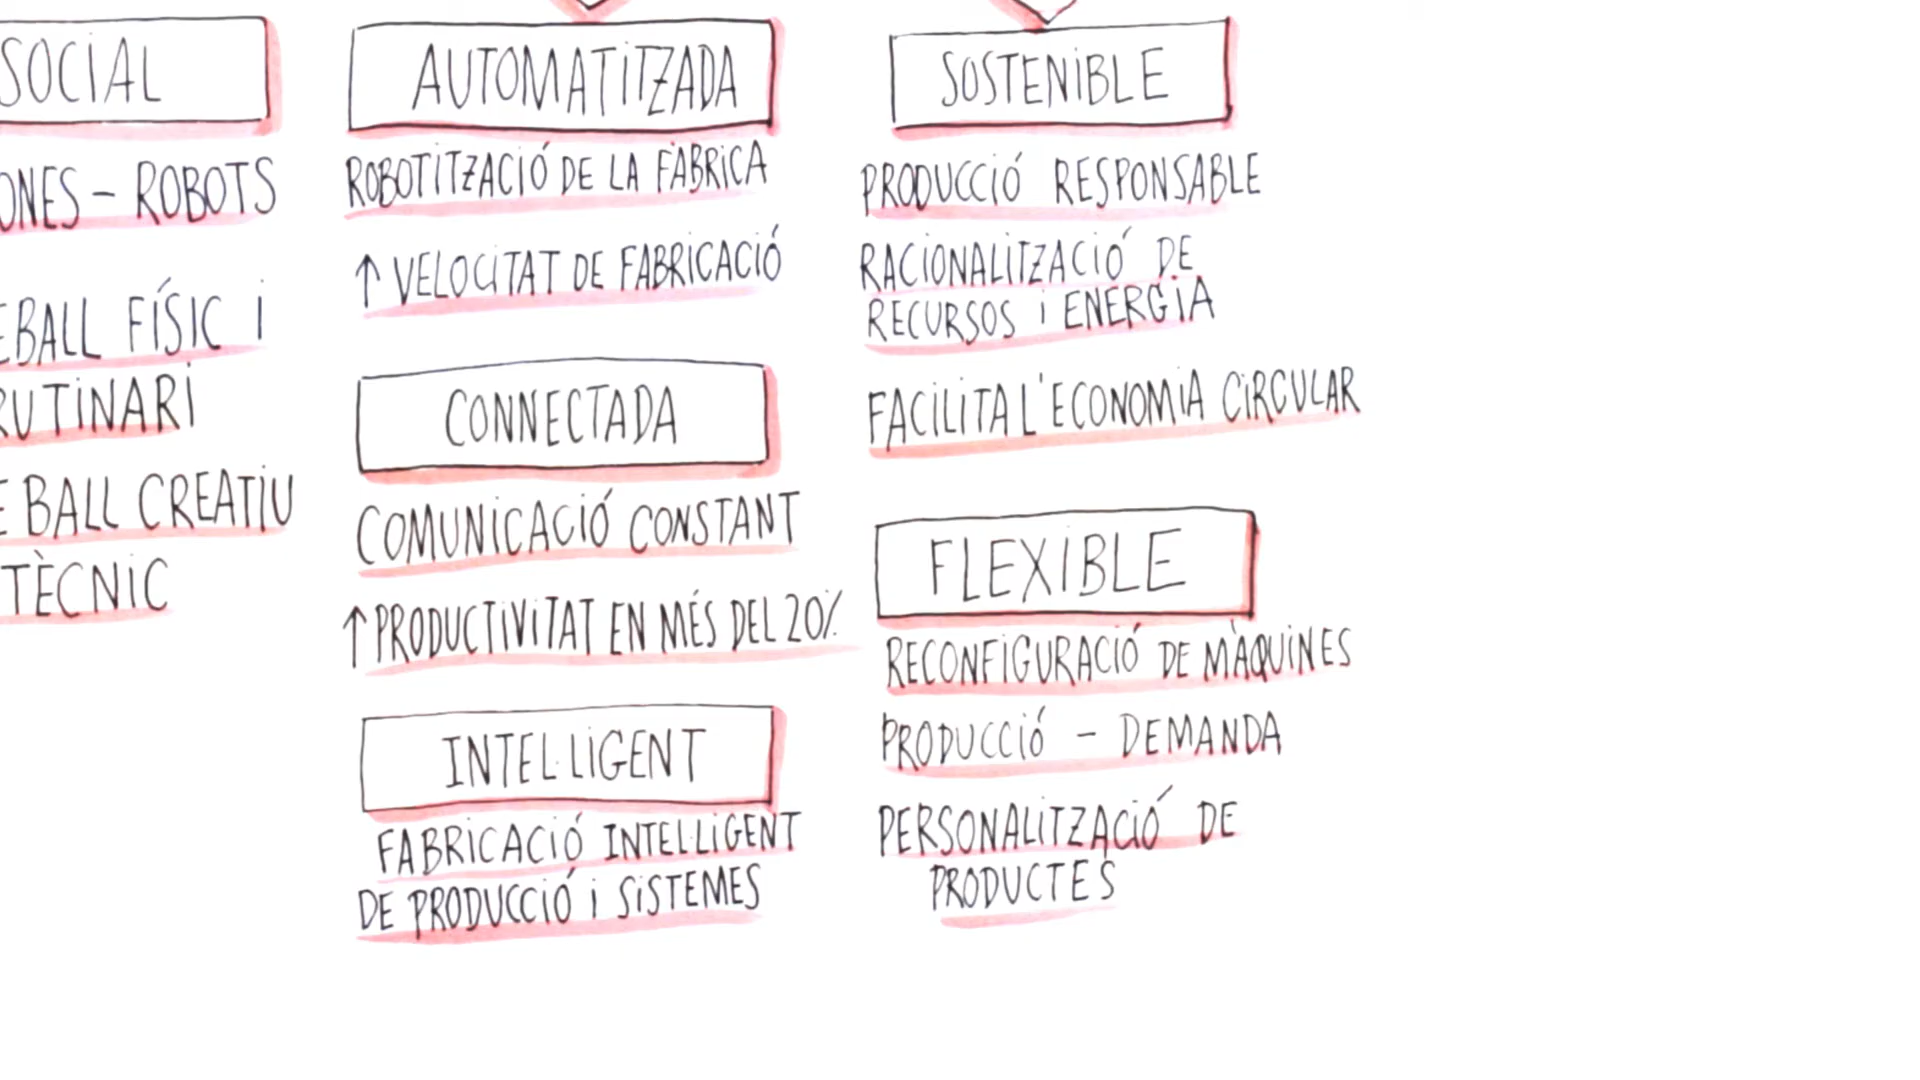 SOCIAL
ROBOTS
FÍSIC I
RUTINARI
BALL CREATIU
TÈCNIC
AUTOMATITZADA
ROBOTITZACIÓ DE LA FÀBRICA
↑ VELOCITAT DE FABRICACIÓ
CONNECTADA
COMUNICACIÓ CONSTANT
↑ PRODUCTIVITAT EN MÉS DEL 20%
INTEL·LIGENT
FABRICACIÓ INTEL·LIGENT
DE PRODUCCIÓ I SISTEMES
SOSTENIBLE
PRODUCCIÓ RESPONSABLE
RACIONALITZACIÓ DE
RECURSOS I ENERGIA
FACILITA L'ECONOMIA CIRCULAR
FLEXIBLE
RECONFIGURACIÓ DE MÀQUINES
PRODUCCIÓ - DEMANDA
PERSONALITZACIÓ DE
PRODUCTES